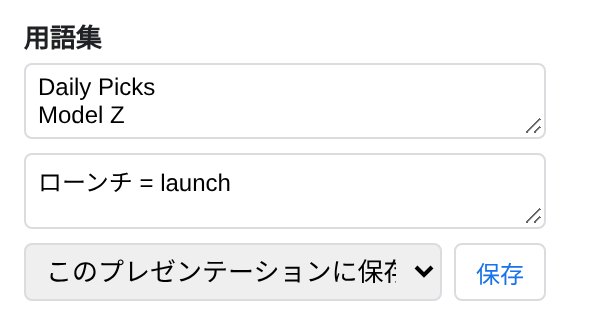 用語集
Daily Picks
Model Z
ローンチ = launch
このプレゼンテーションに保
保存